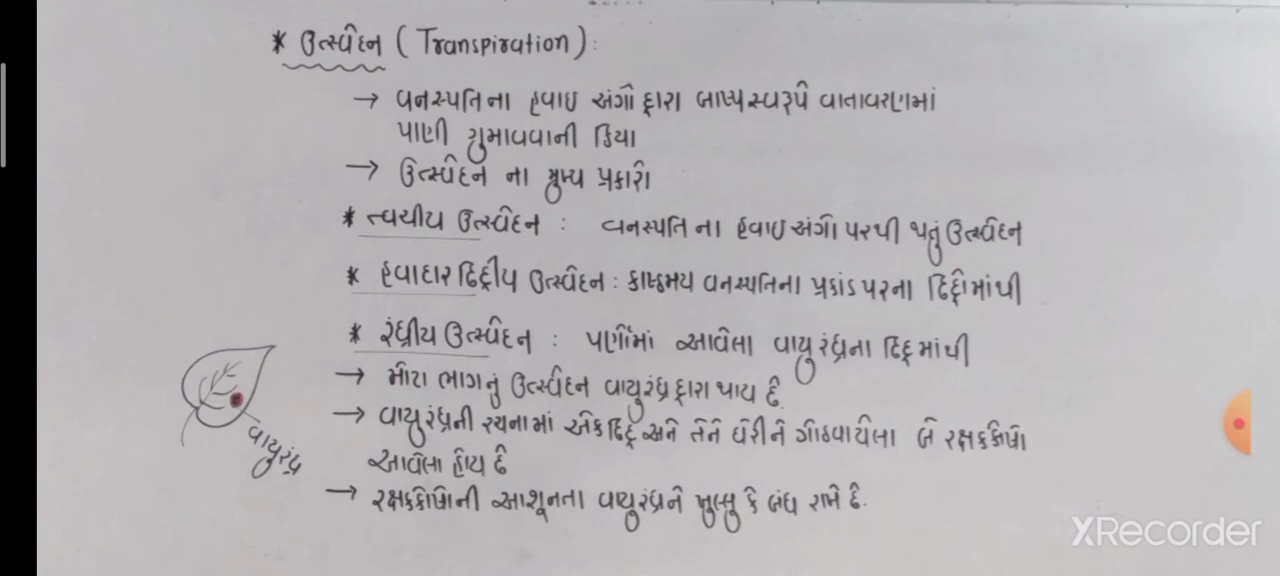 * ઉત્સ્વેદન (Transpiration):
→ વનસ્પતિના હવાઇ અંગો દ્વારા બાષ્પ સ્વરૂપે વાતાવરણમાં
પાણી ગુમાવવાની ક્રિયા
→ ઉત્સ્વેદન ના મુખ્ય પ્રકારો
* ત્વચીય ઉત્સ્વેદન : વનસ્પતિ ના હવાઇ અંગો પરથી થતું ઉત્સ્વેદન
* હવાદાર છિદ્રીય ઉત્સ્વેદન : કાષ્ઠમય વનસ્પતિના પ્રકાંડ પરના છિદ્રોમાંથી
* રંધ્રીય ઉત્સ્વેદન : પર્ણોમાં આવેલા વાયુરંધ્રના છિદ્રમાંથી
→ મોટા ભાગનું ઉત્સ્વેદન વાયુરંધ્ર દ્વારા થાય છે.
→ વાયુરંધ્રની રચનામાં એક છિદ્ર અને તેને ઘેરીને ગોઠવાયેલા બે રક્ષકકોષો
આવેલા હોય છે
→ રક્ષકકોષોની આશૂનતા વાયુરંધ્રને ખુલ્લુ કે બંધ રાખે છે.
વાયુરંધ્ર
XRecorder